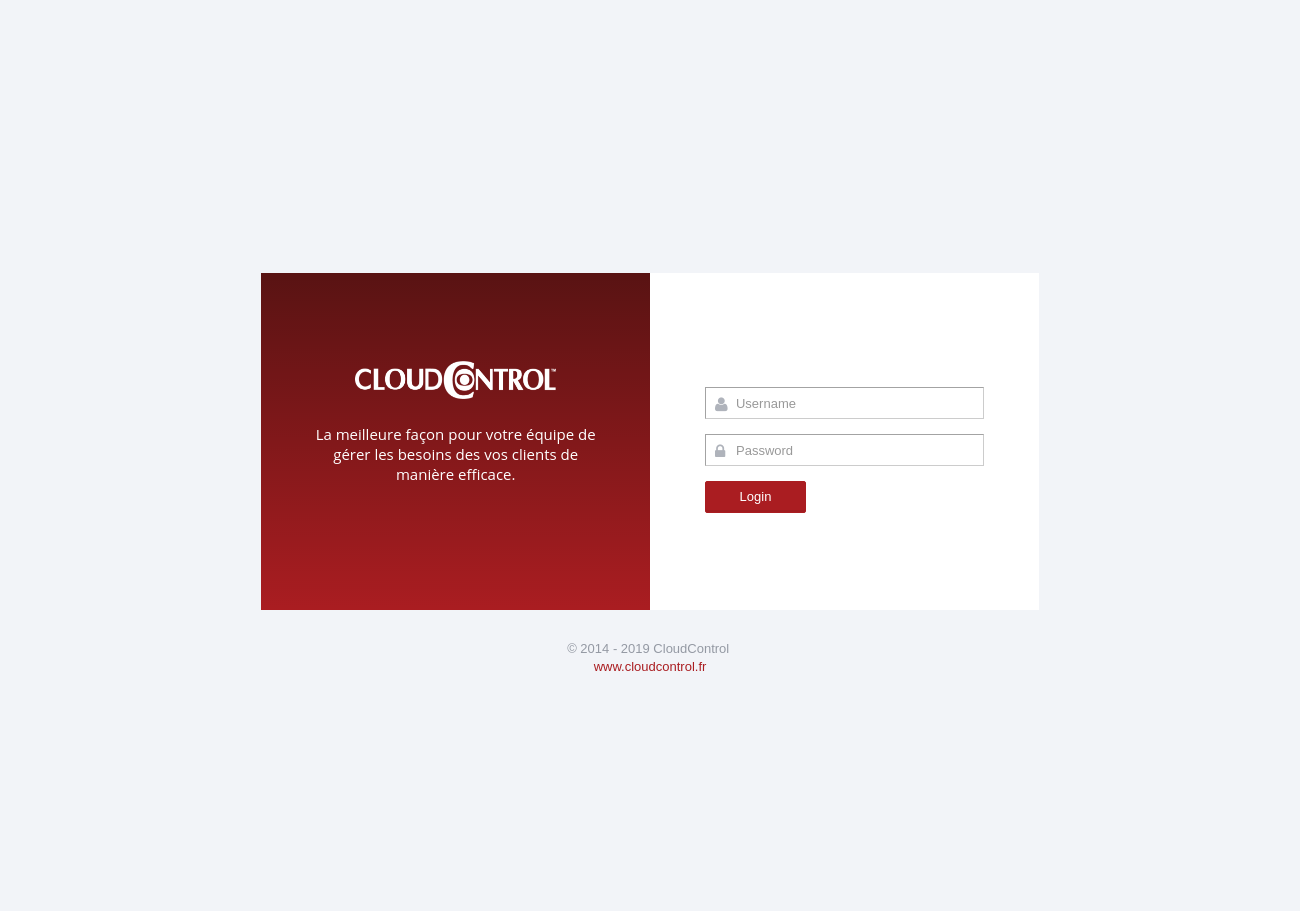 CLOUDCONTROL™
La meilleure façon pour votre équipe de
gérer les besoins des vos clients de
manière efficace.
Username
Password
Login
© 2014 - 2019 CloudControl
www.cloudcontrol.fr